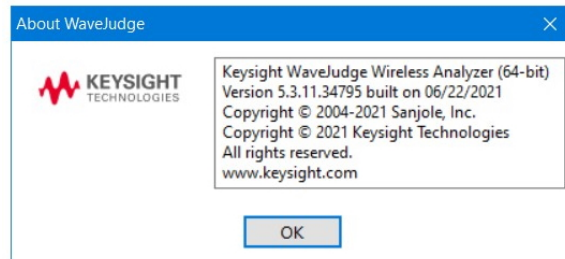 About WaveJudge
KEYSIGHT
TECHNOLOGIES
Keysight WaveJudge Wireless Analyzer (64-bit)
Version 5.3.11.34795 built on 06/22/2021
Copyright © 2004-2021 Sanjole, Inc.
Copyright © 2021 Keysight Technologies
All rights reserved.
www.keysight.com
OK